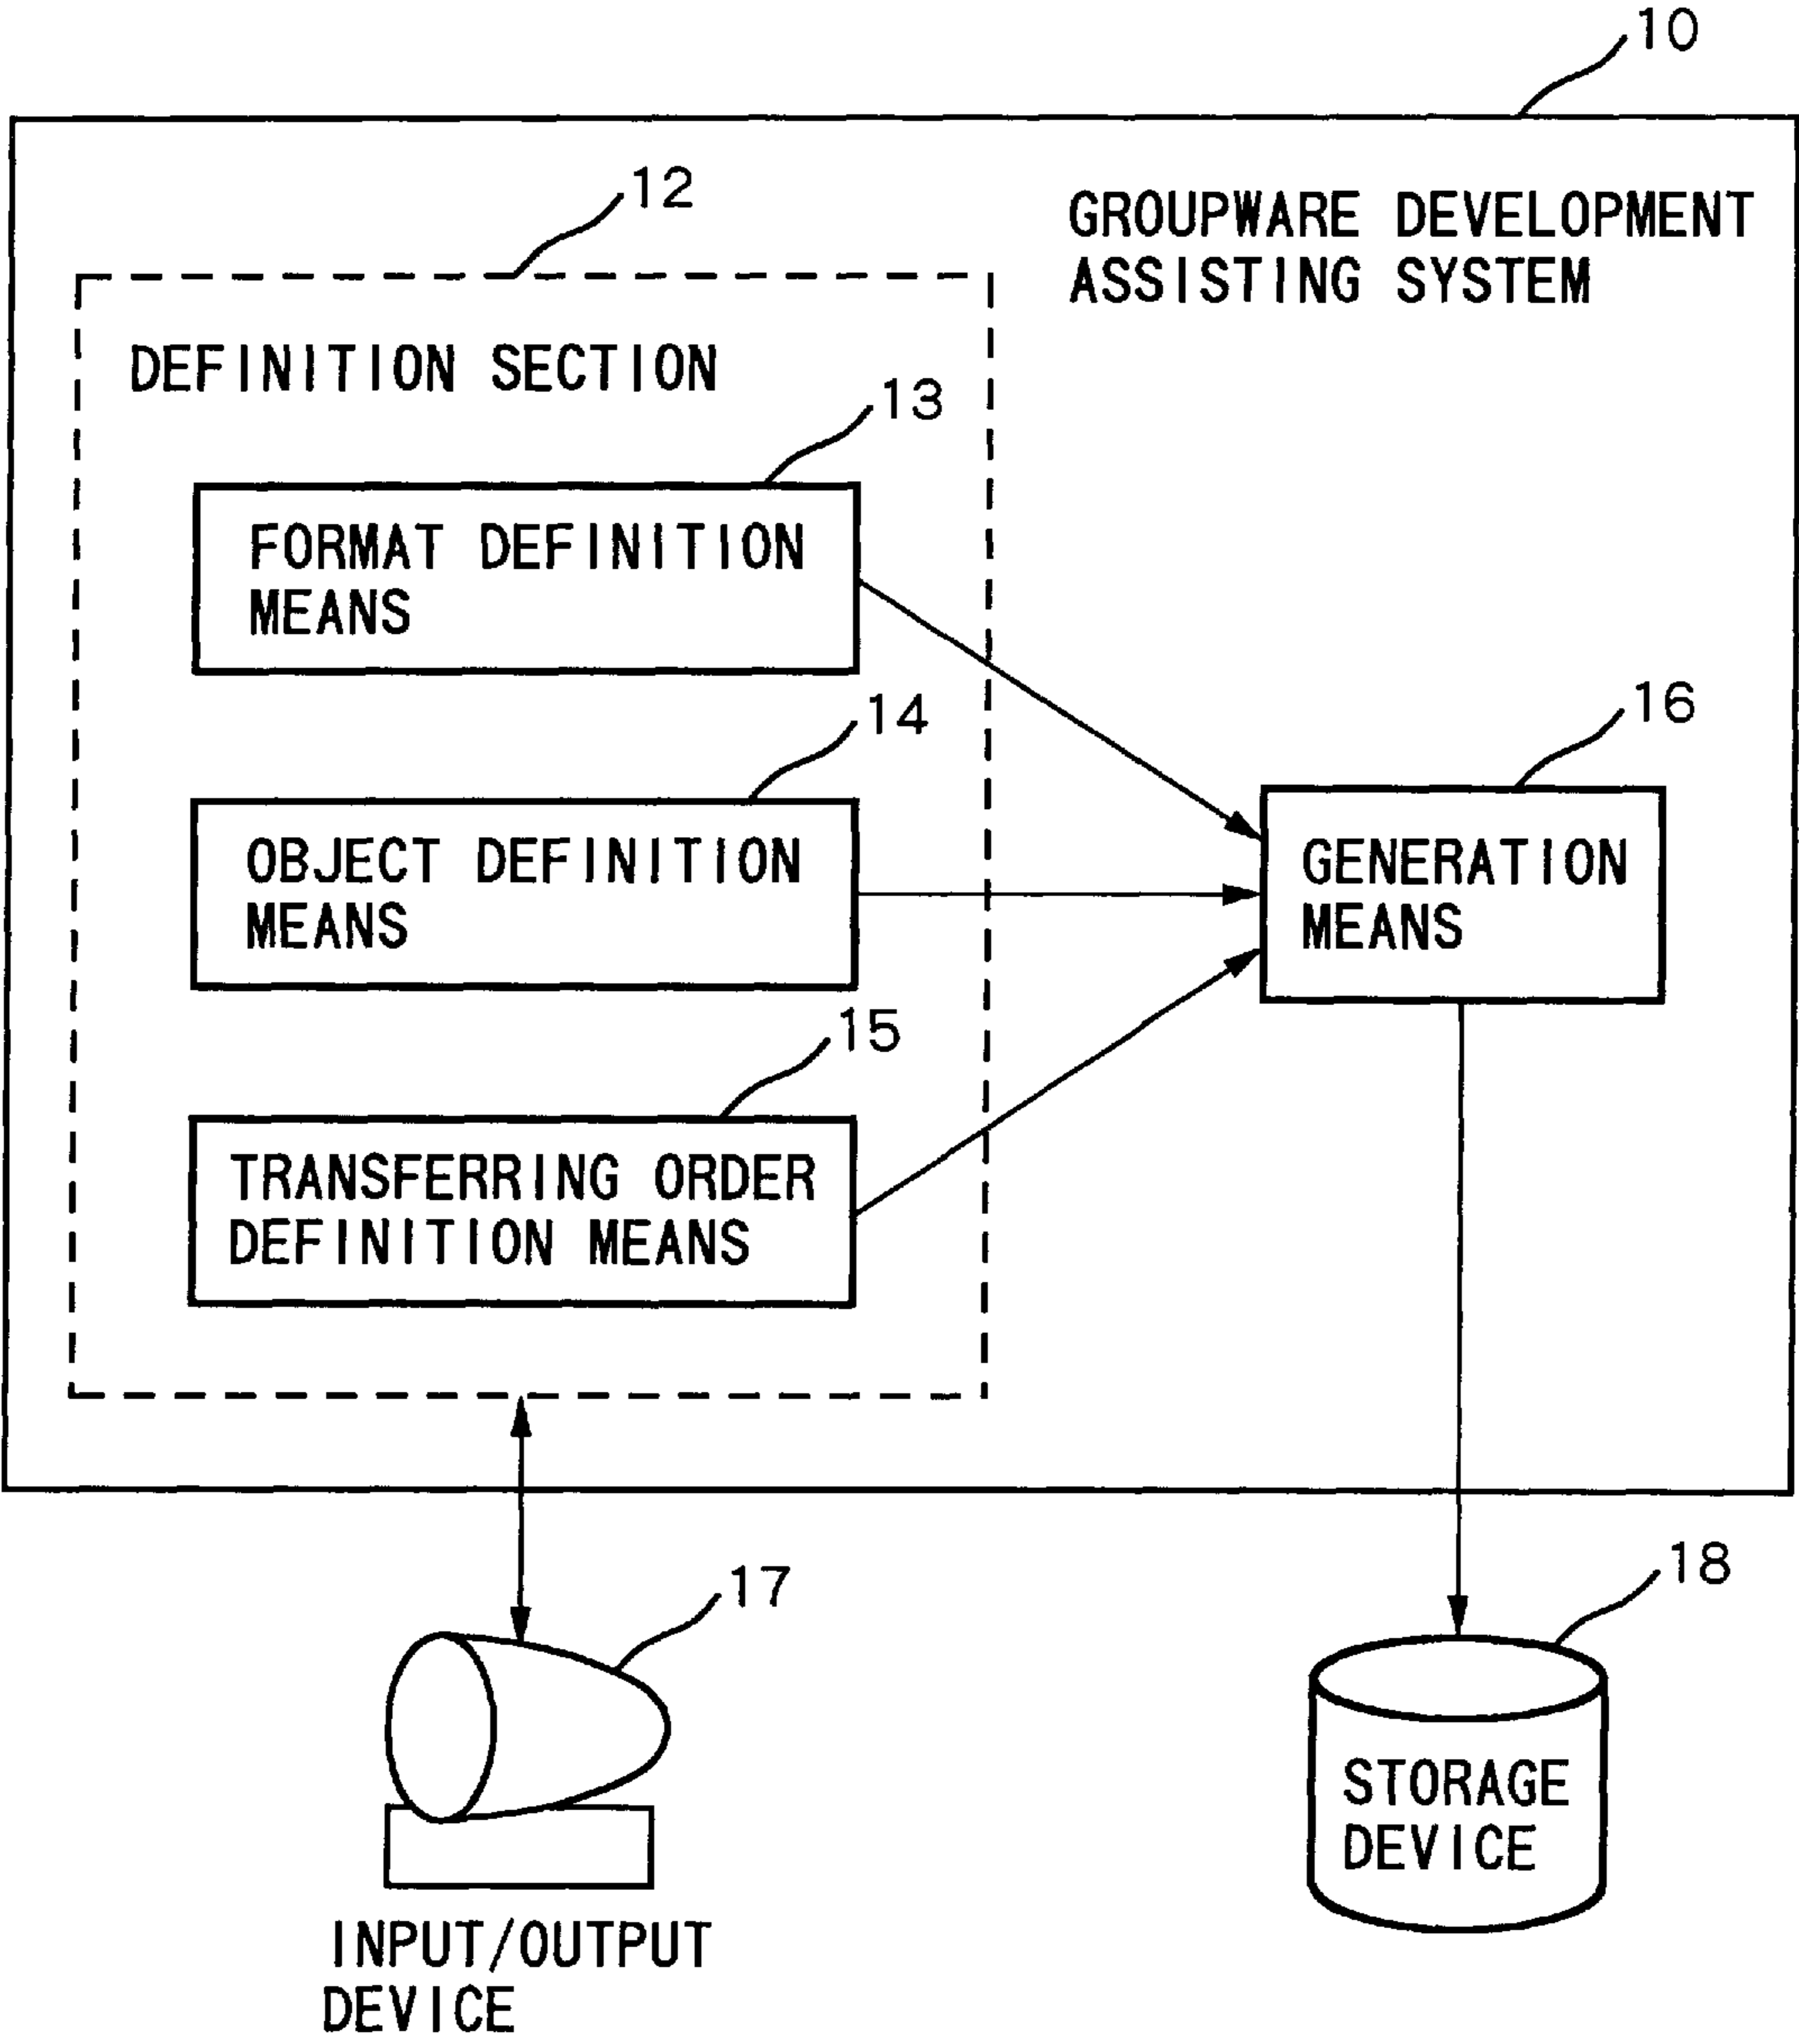 10
12
GROUPWARE DEVELOPMENT
ASSISTING SYSTEM
DEFINITION SECTION
13
FORMAT DEFINITION
MEANS
14
OBJECT DEFINITION
MEANS
16
GENERATION
MEANS
15
TRANSFERRING ORDER
DEFINITION MEANS
17
18
STORAGE
DEVICE
INPUT/OUTPUT
DEVICE